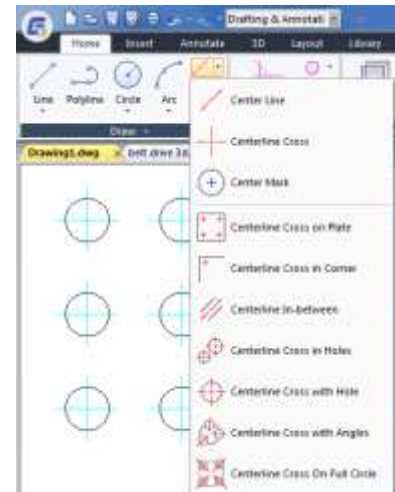 Drafting & Annotati
Home Insert Annotate 3D Layout Library
Line Polyline Circle Arc
Draw
Drawing1.dwg belt drive 3d.
Center Line
Centerline Cross
Center Mark
Centerline Cross on Plate
Centerline Cross in Corner
Centerline In-between
Centerline Cross in Holes
Centerline Cross with Hole
Centerline Cross with Angles
Centerline Cross On Full Circle